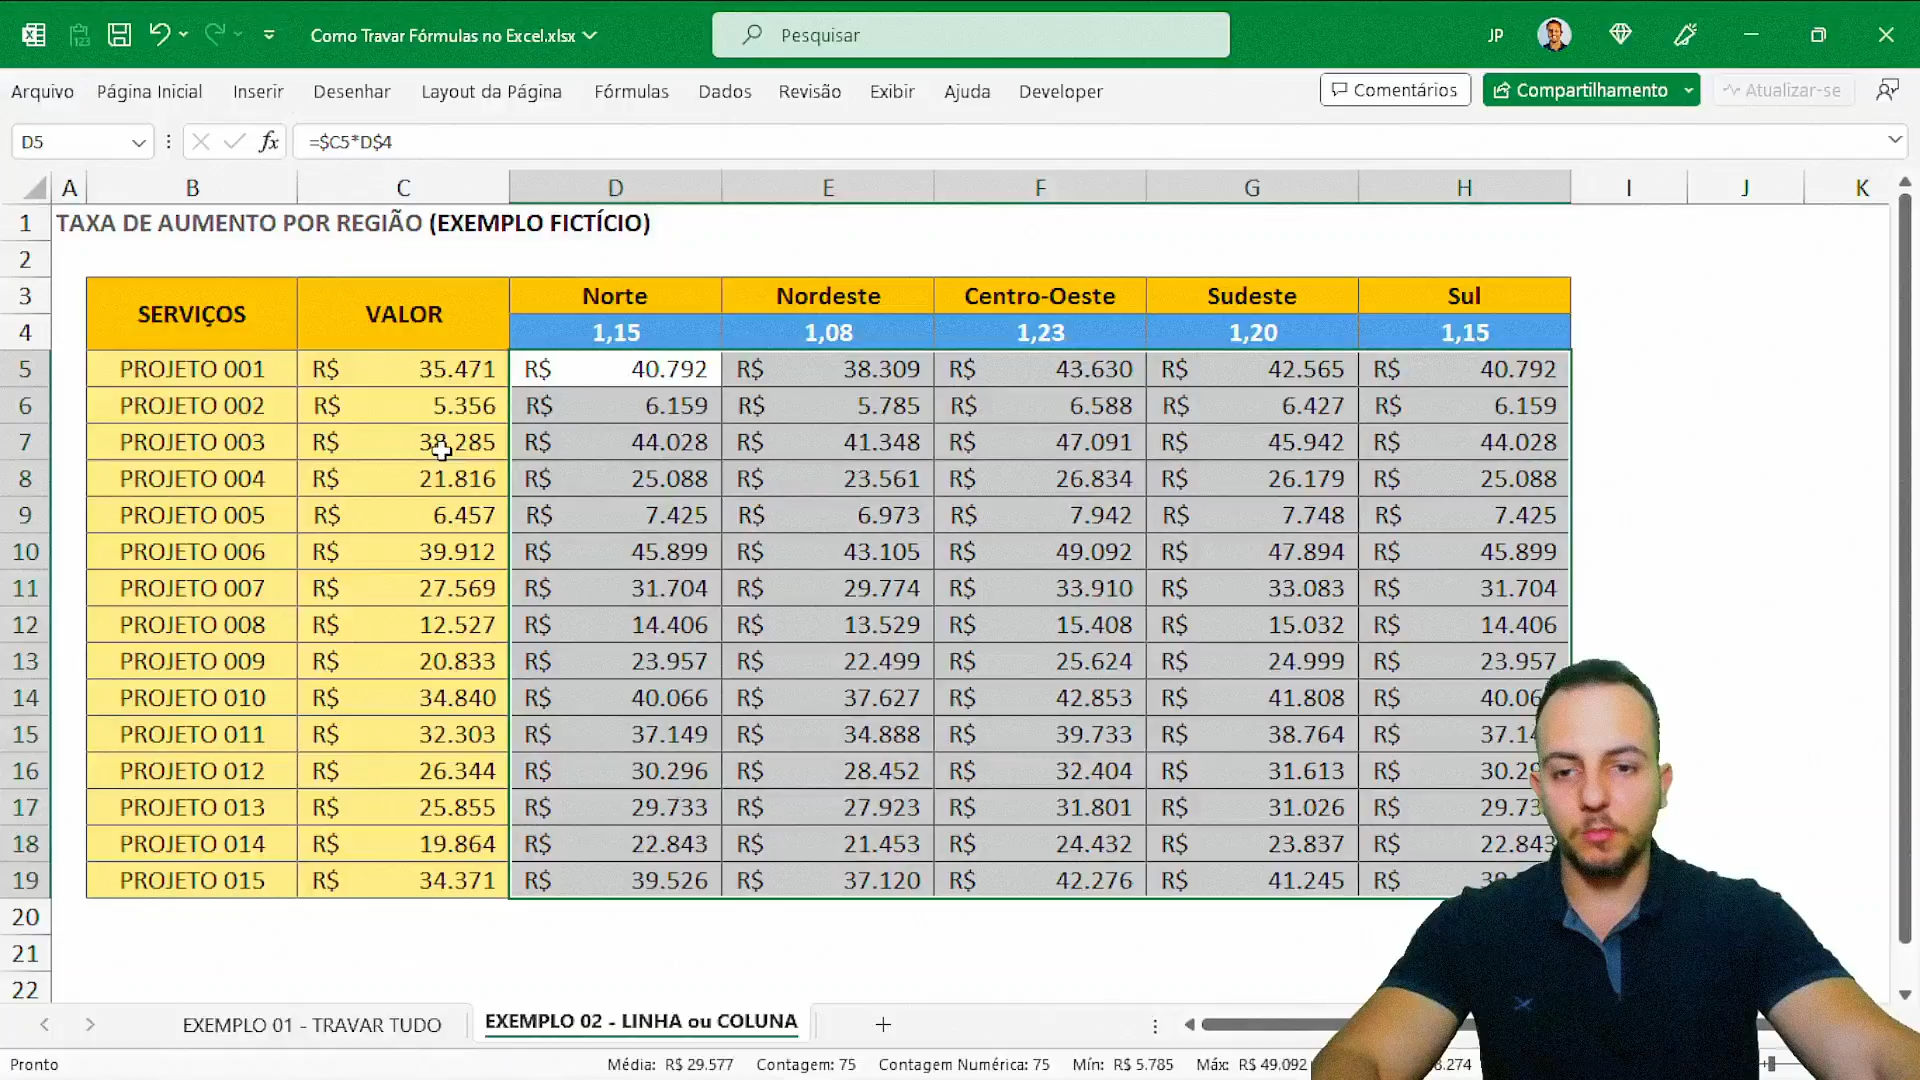 Como Travar Fórmulas no Excel.xlsx
Pesquisar
JP
Arquivo Página Inicial Inserir Desenhar Layout da Página Fórmulas Dados Revisão Exibir Ajuda Developer Comentários Compartilhamento Atualizar-se
D5 fx =$C5*D$4
A B C D E F G H I J K
1 TAXA DE AUMENTO POR REGIÃO (EXEMPLO FICTÍCIO)
2
3 SERVIÇOS VALOR Norte Nordeste Centro-Oeste Sudeste Sul
4 1,15 1,08 1,23 1,20 1,15
5 PROJETO 001 R$ 35.471 R$ 40.792 R$ 38.309 R$ 43.630 R$ 42.565 R$ 40.792
6 PROJETO 002 R$ 5.356 R$ 6.159 R$ 5.785 R$ 6.588 R$ 6.427 R$ 6.159
7 PROJETO 003 R$ 38.285 R$ 44.028 R$ 41.348 R$ 47.091 R$ 45.942 R$ 44.028
8 PROJETO 004 R$ 21.816 R$ 25.088 R$ 23.561 R$ 26.834 R$ 26.179 R$ 25.088
9 PROJETO 005 R$ 6.457 R$ 7.425 R$ 6.973 R$ 7.942 R$ 7.748 R$ 7.425
10 PROJETO 006 R$ 39.912 R$ 45.899 R$ 43.105 R$ 49.092 R$ 47.894 R$ 45.899
11 PROJETO 007 R$ 27.569 R$ 31.704 R$ 29.774 R$ 33.910 R$ 33.083 R$ 31.704
12 PROJETO 008 R$ 12.527 R$ 14.406 R$ 13.529 R$ 15.408 R$ 15.032 R$ 14.406
13 PROJETO 009 R$ 20.833 R$ 23.957 R$ 22.499 R$ 25.624 R$ 24.999 R$ 23.957
14 PROJETO 010 R$ 34.840 R$ 40.066 R$ 37.627 R$ 42.853 R$ 41.808 R$
15 PROJETO 011 R$ 32.303 R$ 37.149 R$ 34.888 R$ 39.733 R$ 38.764 R$
16 PROJETO 012 R$ 26.344 R$ 30.296 R$ 28.452 R$ 32.404 R$ 31.613 R$
17 PROJETO 013 R$ 25.855 R$ 29.733 R$ 27.923 R$ 31.801 R$ 31.026 R$
18 PROJETO 014 R$ 19.864 R$ 22.843 R$ 21.453 R$ 24.432 R$ 23.837 R$ 22.843
19 PROJETO 015 R$ 34.371 R$ 39.526 R$ 37.120 R$ 42.276 R$ 41.245 R$
20
21
22
EXEMPLO 01 - TRAVAR TUDO EXEMPLO 02 - LINHA ou COLUNA
Pronto Média: R$ 29.577 Contagem: 75 Contagem Numérica: 75 Mín: R$ 5.785 Máx: R$ 49.092